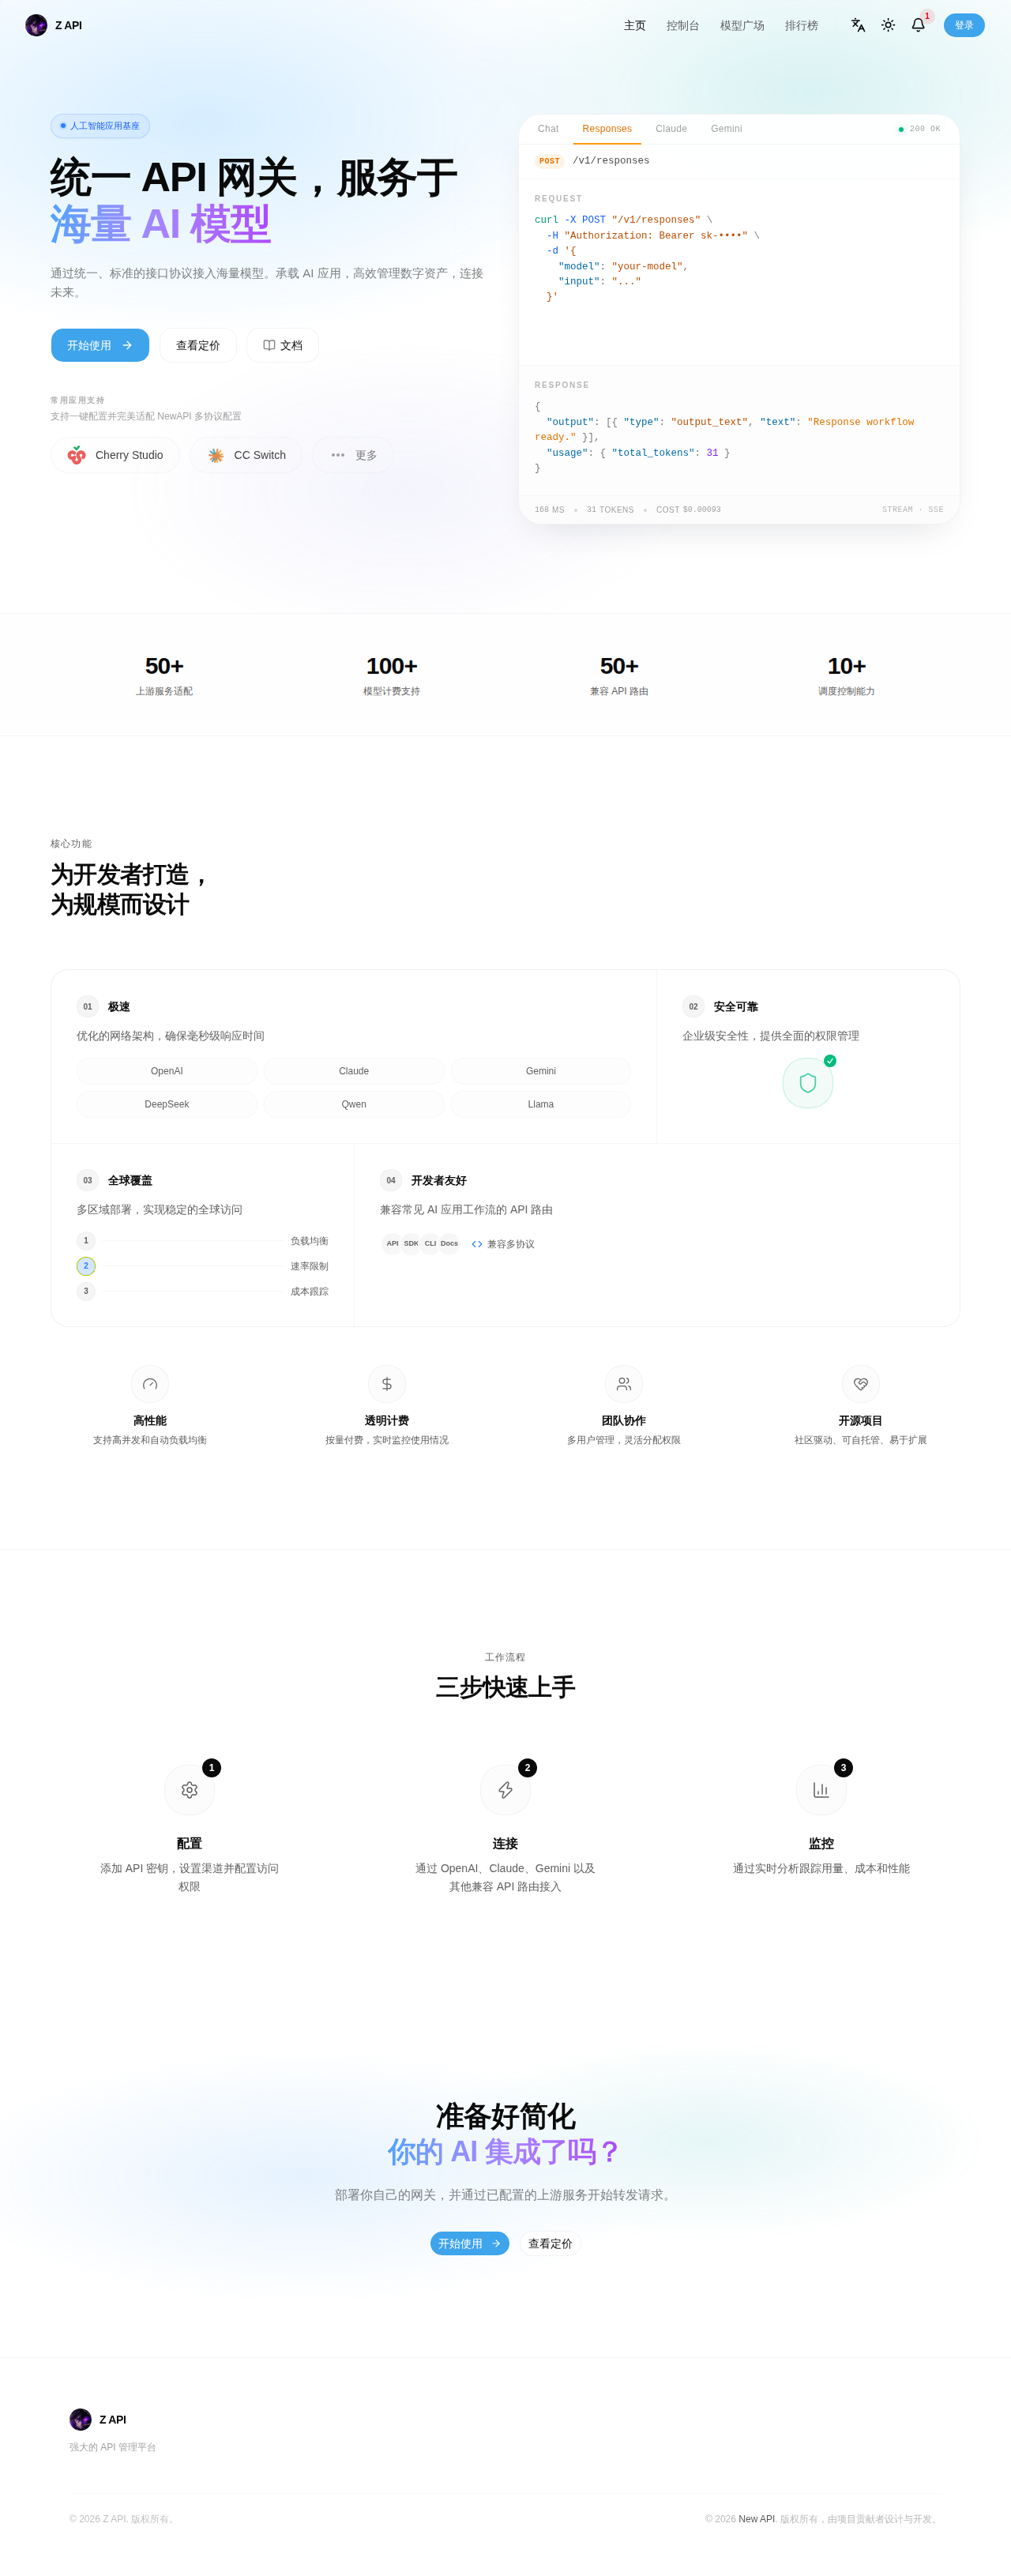 Z API
主页
控制台
模型广场
排行榜
1
登录
人工智能应用基座
统一 API 网关，服务于
海量 AI 模型
通过统一、标准的接口协议接入海量模型。承载 AI 应用，高效管理数字资产，连接
未来。
开始使用
查看定价
文档
常用应用支持
支持一键配置并完美适配 NewAPI 多协议配置
Cherry Studio
CC Switch
更多
Chat
Responses
Claude
Gemini
200 OK
POST /v1/responses
REQUEST
curl -X POST "/v1/responses" \
-H "Authorization: Bearer sk-••••" \
-d '{
"model": "your-model",
"input": "..."
}'
RESPONSE
{
"output": [{ "type": "output_text", "text": "Response workflow
ready." }],
"usage": { "total_tokens": 31 }
}
168 MS
31 TOKENS
COST $0.00093
STREAM · SSE
50+
上游服务适配
100+
模型计费支持
50+
兼容 API 路由
10+
调度控制能力
核心功能
为开发者打造，
为规模而设计
01 极速
优化的网络架构，确保毫秒级响应时间
OpenAI
Claude
Gemini
DeepSeek
Qwen
Llama
02 安全可靠
企业级安全性，提供全面的权限管理
03 全球覆盖
多区域部署，实现稳定的全球访问
1 负载均衡
2 速率限制
3 成本跟踪
04 开发者友好
兼容常见 AI 应用工作流的 API 路由
API
SDK
CLI
Docs
兼容多协议
高性能
支持高并发和自动负载均衡
透明计费
按量付费，实时监控使用情况
团队协作
多用户管理，灵活分配权限
开源项目
社区驱动、可自托管、易于扩展
工作流程
三步快速上手
1
配置
添加 API 密钥，设置渠道并配置访问
权限
2
连接
通过 OpenAI、Claude、Gemini 以及
其他兼容 API 路由接入
3
监控
通过实时分析跟踪用量、成本和性能
准备好简化
你的 AI 集成了吗？
部署你自己的网关，并通过已配置的上游服务开始转发请求。
开始使用
查看定价
Z API
强大的 API 管理平台
© 2026 Z API. 版权所有。
© 2026 New API. 版权所有，由项目贡献者设计与开发。